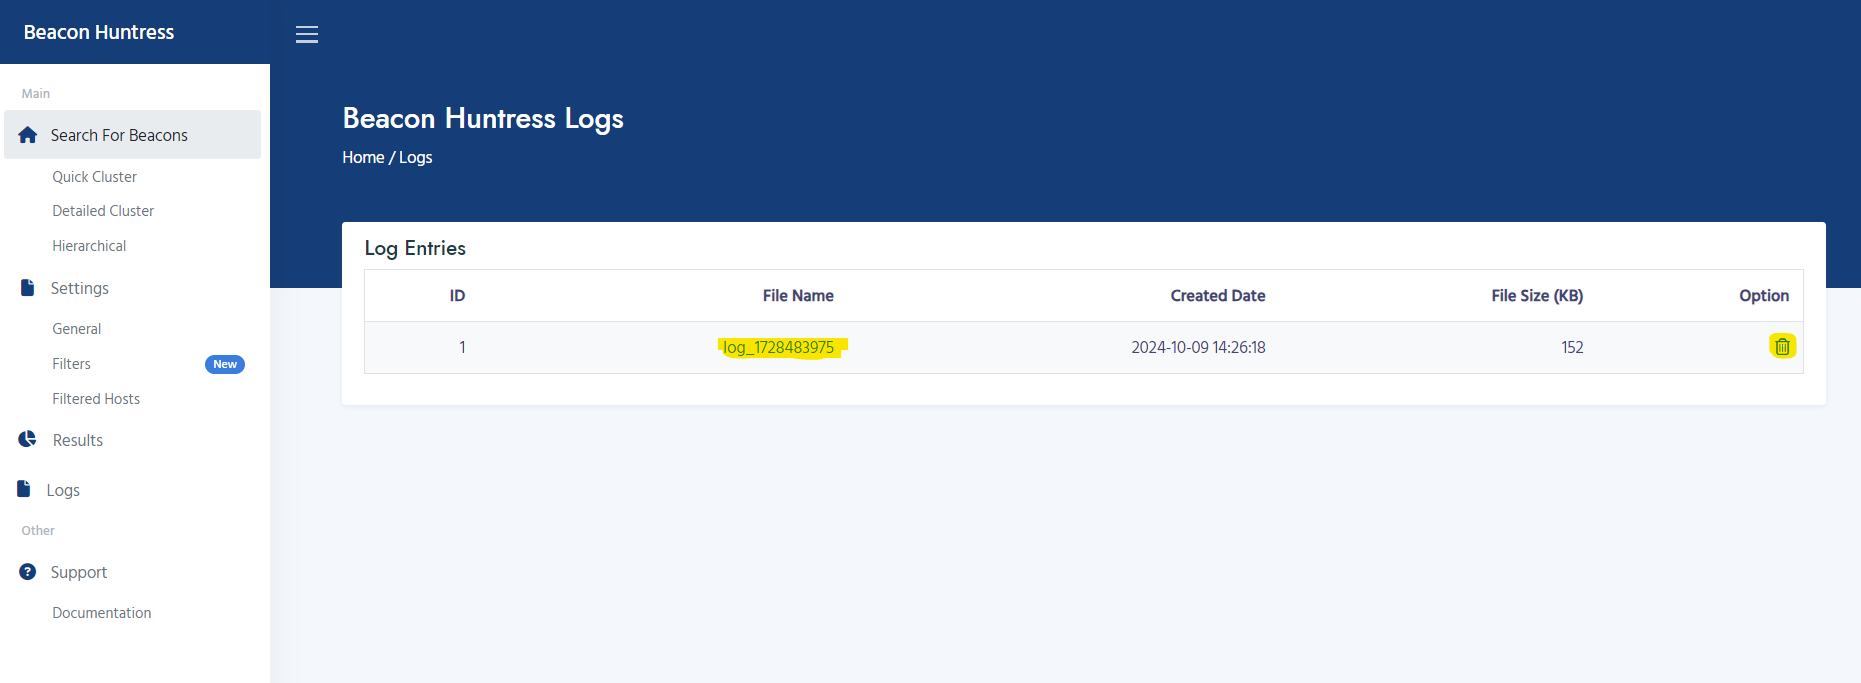 Beacon Huntress
Main
Search For Beacons
Quick Cluster
Detailed Cluster
Hierarchical
Settings
General
Filters New
Filtered Hosts
Results
Logs
Other
Support
Documentation
Beacon Huntress Logs
Home / Logs
Log Entries
ID File Name Created Date File Size (KB) Option
1 log_1728483975 2024-10-09 14:26:18 152